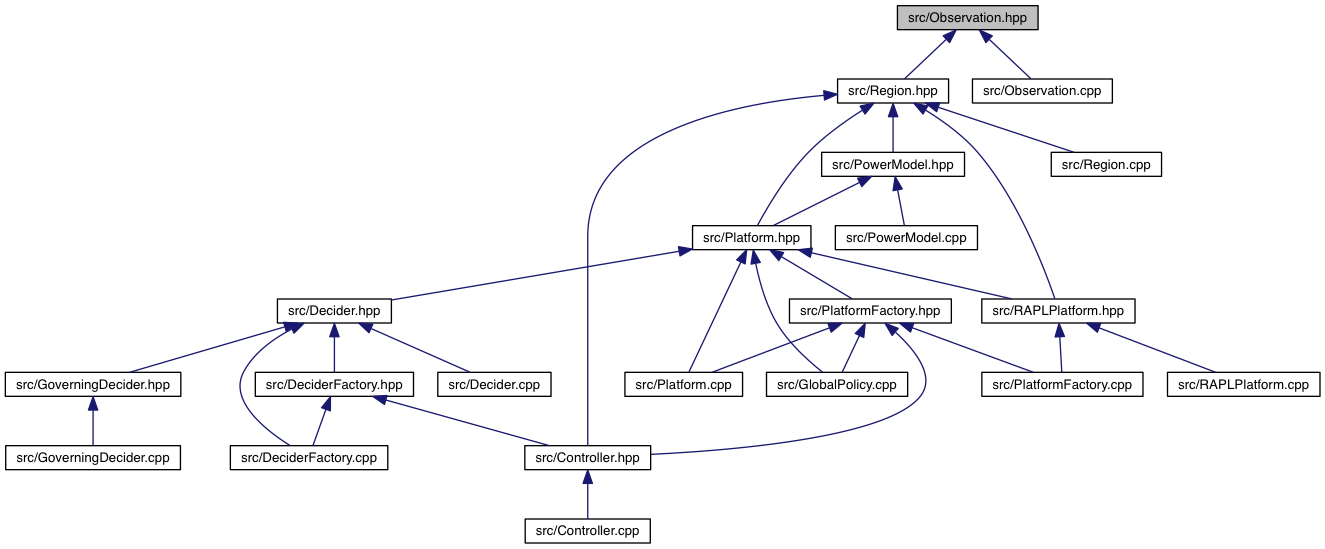 src/Observation.hpp
src/Region.hpp
src/Observation.cpp
src/PowerModel.hpp
src/Region.cpp
src/Platform.hpp
src/PowerModel.cpp
src/Decider.hpp
src/PlatformFactory.hpp
src/RAPLPlatform.hpp
src/GoverningDecider.hpp
src/DeciderFactory.hpp
src/Decider.cpp
src/Platform.cpp
src/GlobalPolicy.cpp
src/PlatformFactory.cpp
src/RAPLPlatform.cpp
src/GoverningDecider.cpp
src/DeciderFactory.cpp
src/Controller.hpp
src/Controller.cpp